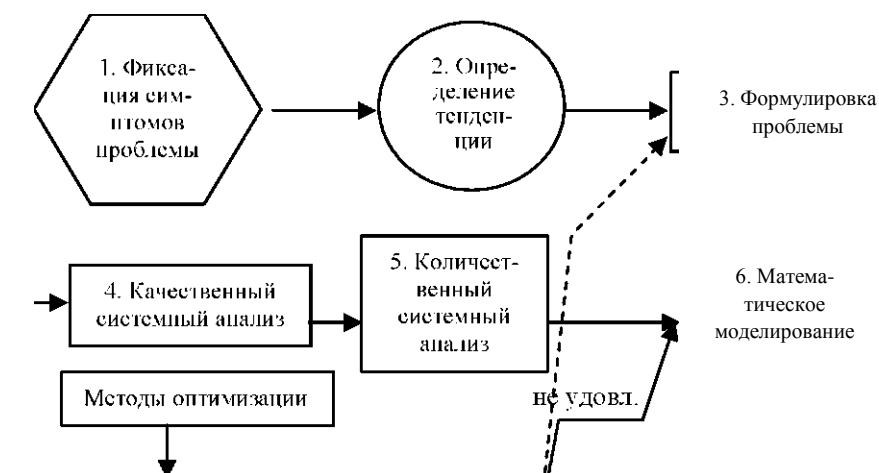 1. Фикса-
ция сим-
птомов
проблемы
2. Опре-
деление
тенден-
ции
3. Формулировка
проблемы
4. Качественный
системный анализ
5. Количест-
венный
системный
анализ
6. Матема-
тическое
моделирование
Методы оптимизации
не удовл.